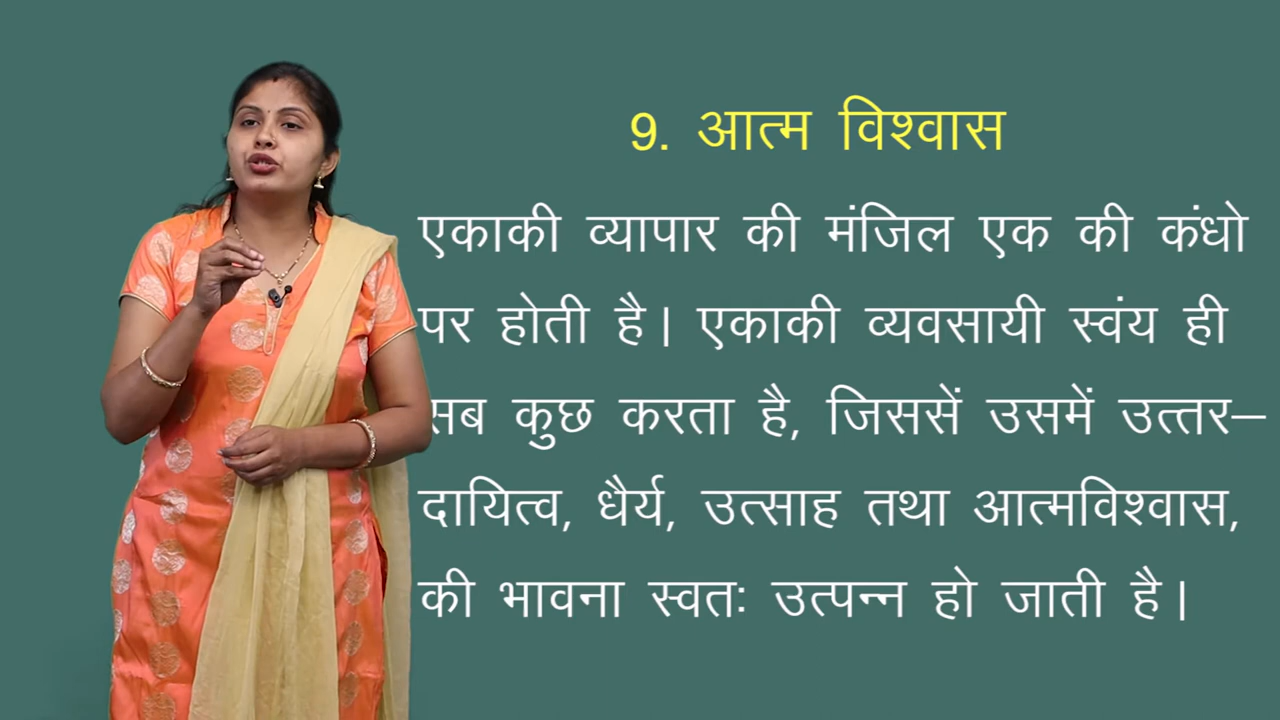 9. आत्म विश्वास
एकाकी व्यापार की मंजिल एक की कंधो
पर होती है। एकाकी व्यवसायी स्वंय ही
सब कुछ करता है, जिससें उसमें उत्तर–
दायित्व, धैर्य, उत्साह तथा आत्मविश्वास,
की भावना स्वतः उत्पन्न हो जाती है।